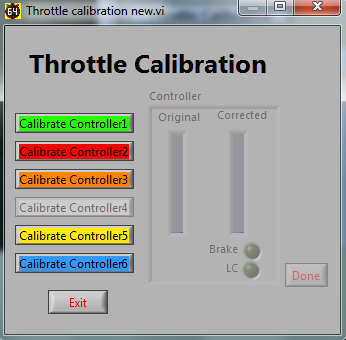 64
Throttle calibration new.vi
Throttle Calibration
Controller
Original
Corrected
Calibrate Controller1
Calibrate Controller2
Calibrate Controller3
Calibrate Controller4
Calibrate Controller5
Calibrate Controller6
Brake
LC
Done
Exit